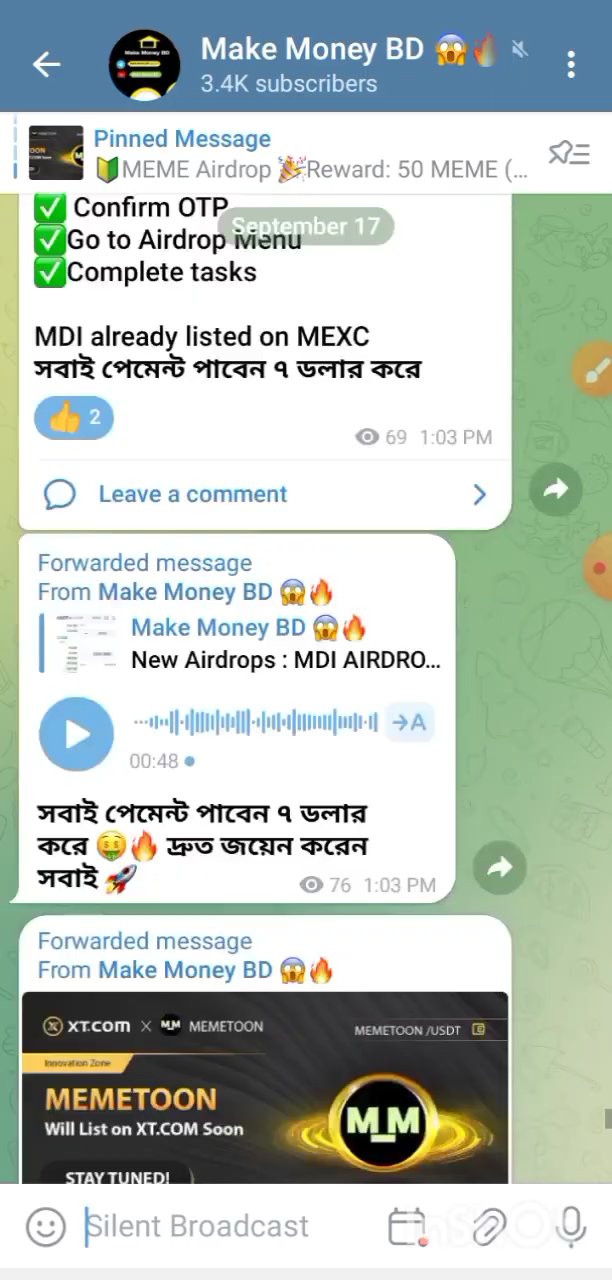 Make Money BD 😱🔥
3.4K subscribers
Pinned Message
🔰MEME Airdrop 🎉Reward: 50 MEME (...
✅ Confirm OTP
September 17
✅Go to Airdrop Menu
✅Complete tasks
MDI already listed on MEXC
সবাই পেমেন্ট পাবেন ৭ ডলার করে
👍 2
69 1:03 PM
Leave a comment
Forwarded message
From Make Money BD 😱🔥
Make Money BD 😱🔥
New Airdrops : MDI AIRDRO...
→A
00:48
সবাই পেমেন্ট পাবেন ৭ ডলার
করে 🤑🔥 দ্রুত জয়েন করেন
সবাই 🚀
76 1:03 PM
Forwarded message
From Make Money BD 😱🔥
XT.COM X MM MEMETOON
MEMETOON /USDT
Innovation Zone
MEMETOON
Will List on XT.COM Soon
M_M
STAY TUNED!
Silent Broadcast